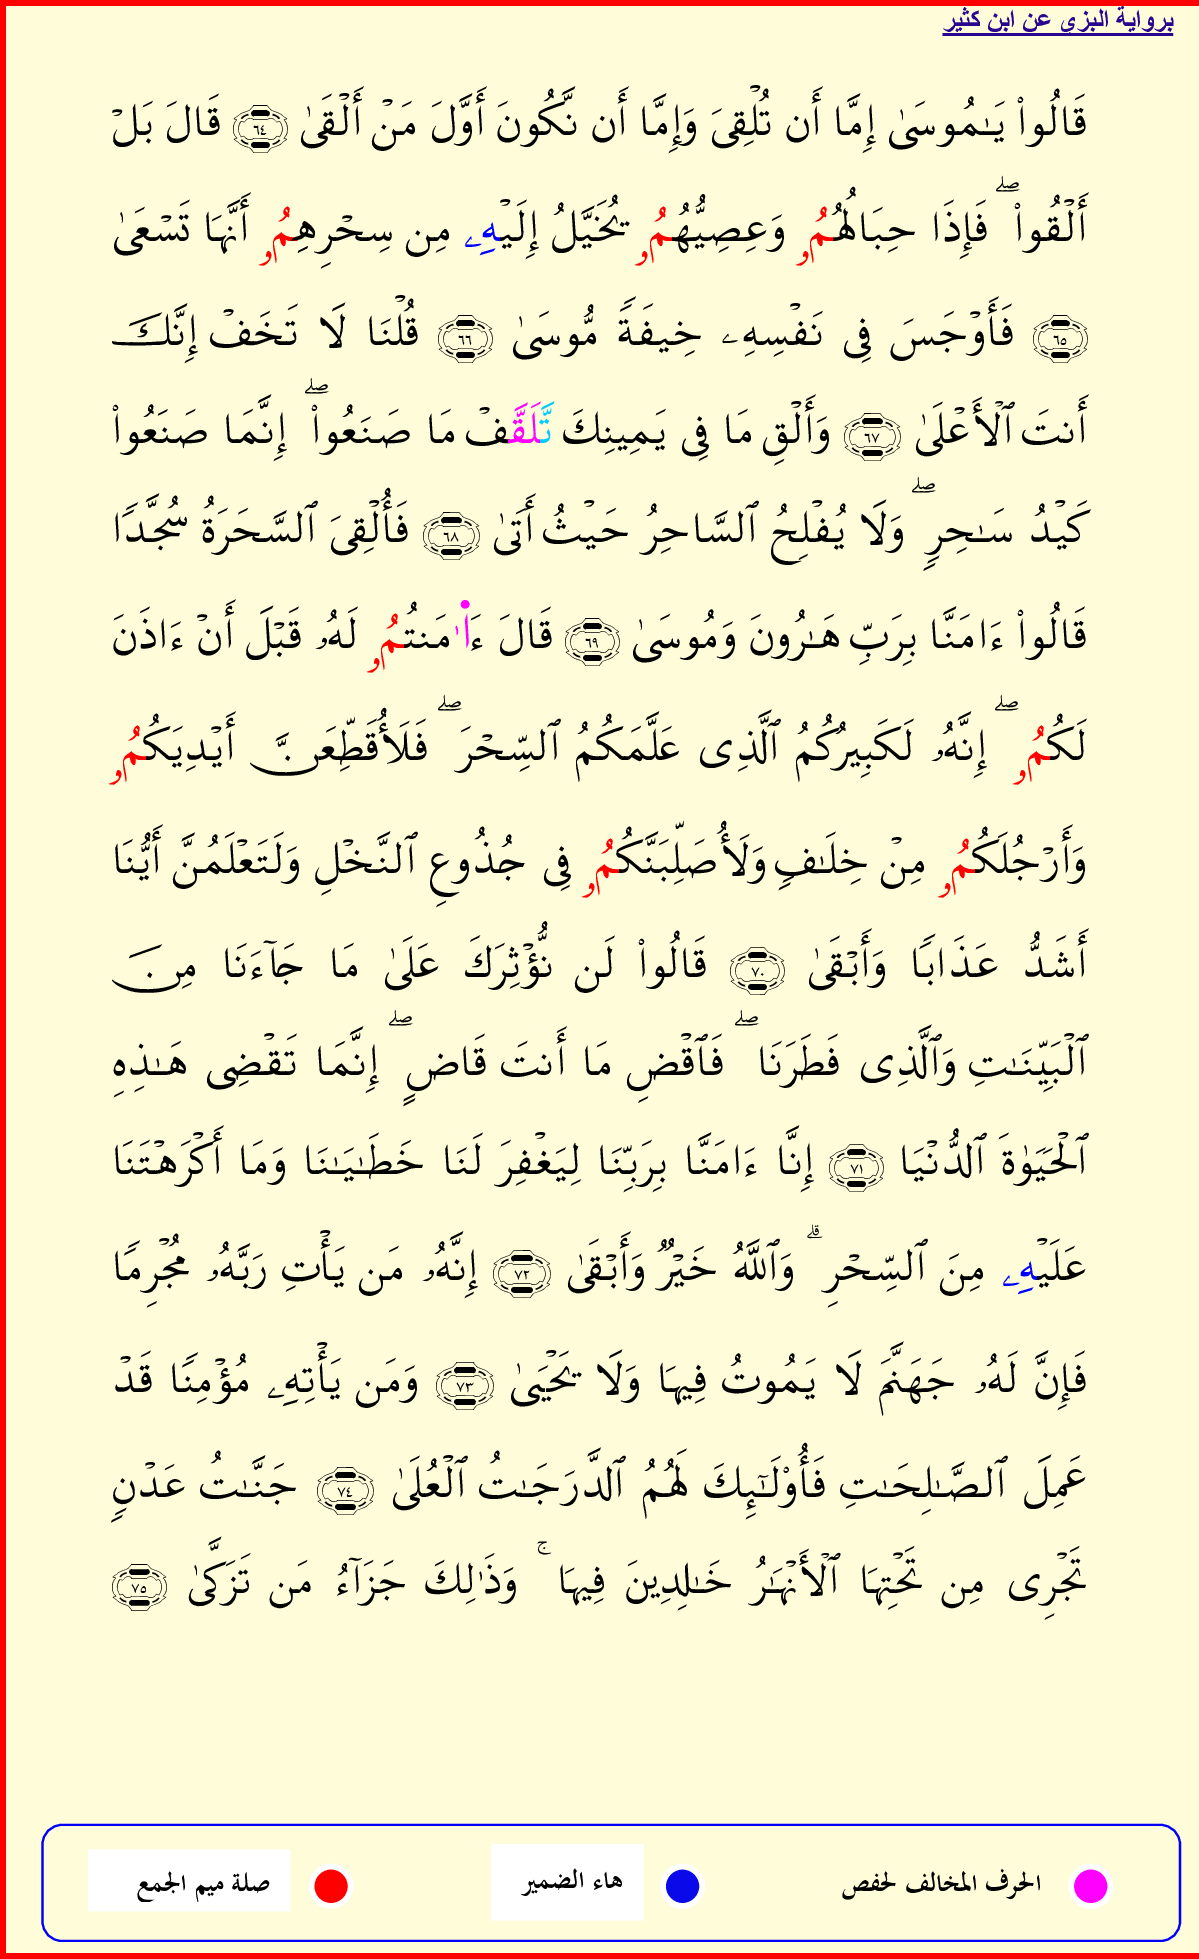 برواية البزي عن ابن كثير
قَالُوا۟ يَـٰمُوسَىٰ إِمَّا أَن تُلْقِىَ وَإِمَّا أَن نَّكُونَ أَوَّلَ مَنْ أَلْقَىٰ ٦٤ قَالَ بَلْ
أَلْقُوا۟ ۖ فَإِذَا حِبَالُهُمُۥ وَعِصِيُّهُمُۥ يُخَيَّلُ إِلَيْهِۦ مِن سِحْرِهِمُۥ أَنَّهَا تَسْعَىٰ
٦٥ فَأَوْجَسَ فِى نَفْسِهِۦ خِيفَةً مُّوسَىٰ ٦٦ قُلْنَا لَا تَخَفْ إِنَّكَ
أَنتَ ٱلْأَعْلَىٰ ٦٧ وَأَلْقِ مَا فِى يَمِينِكَ تَّلَقَّفْ مَا صَنَعُوا۟ ۖ إِنَّمَا صَنَعُوا۟
كَيْدُ سَـٰحِرٍ ۖ وَلَا يُفْلِحُ ٱلسَّاحِرُ حَيْثُ أَتَىٰ ٦٨ فَأُلْقِىَ ٱلسَّحَرَةُ سُجَّدًا
قَالُوا۟ ءَامَنَّا بِرَبِّ هَـٰرُونَ وَمُوسَىٰ ٦٩ قَالَ ءَاٰ۬مَنتُمُۥ لَهُۥ قَبْلَ أَنْ ءَاذَنَ
لَكُمُۥ ۖ إِنَّهُۥ لَكَبِيرُكُمُ ٱلَّذِى عَلَّمَكُمُ ٱلسِّحْرَ ۖ فَلَأُقَطِّعَنَّ أَيْدِيَكُمُۥ
وَأَرْجُلَكُمُۥ مِنْ خِلَـٰفٍ وَلَأُصَلِّبَنَّكُمُۥ فِى جُذُوعِ ٱلنَّخْلِ وَلَتَعْلَمُنَّ أَيُّنَا
أَشَدُّ عَذَابًا وَأَبْقَىٰ ٧٠ قَالُوا۟ لَن نُّؤْثِرَكَ عَلَىٰ مَا جَآءَنَا مِنَ
ٱلْبَيِّنَـٰتِ وَٱلَّذِى فَطَرَنَا ۖ فَٱقْضِ مَا أَنتَ قَاضٍ ۖ إِنَّمَا تَقْضِى هَـٰذِهِ
ٱلْحَيَوٰةَ ٱلدُّنْيَا ٧١ إِنَّا ءَامَنَّا بِرَبِّنَا لِيَغْفِرَ لَنَا خَطَـٰيَـٰنَا وَمَا أَكْرَهْتَنَا
عَلَيْهِۦ مِنَ ٱلسِّحْرِ ۗ وَٱللَّهُ خَيْرٌ وَأَبْقَىٰ ٧٢ إِنَّهُۥ مَن يَأْتِ رَبَّهُۥ مُجْرِمًا
فَإِنَّ لَهُۥ جَهَنَّمَ لَا يَمُوتُ فِيهَا وَلَا يَحْيَىٰ ٧٣ وَمَن يَأْتِهِۦ مُؤْمِنًا قَدْ
عَمِلَ ٱلصَّـٰلِحَـٰتِ فَأُو۟لَـٰٓئِكَ لَهُمُ ٱلدَّرَجَـٰتُ ٱلْعُلَىٰ ٧٤ جَنَّـٰتُ عَدْنٍ
تَجْرِى مِن تَحْتِهَا ٱلْأَنْهَـٰرُ خَـٰلِدِينَ فِيهَا ۚ وَذَٰلِكَ جَزَآءُ مَن تَزَكَّىٰ ٧٥
الحرف المخالف لحفص هاء الضمير صلة ميم الجمع